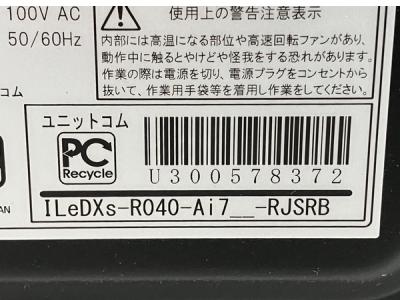 100V AC
50/60Hz
使用上の警告注意表示
内部には高温になる部位や高速回転ファンがあり、
動作中に触るとやけどや怪我をする恐れがあります。
作業の際は電源を切り、電源プラグをコンセントから
抜いて、作業用手袋等を着用し作業をしてください。
コム
ユニットコム
PC
Recycle
U300578372
AN
ILeDXs-R040-Ai7__-RJSRB